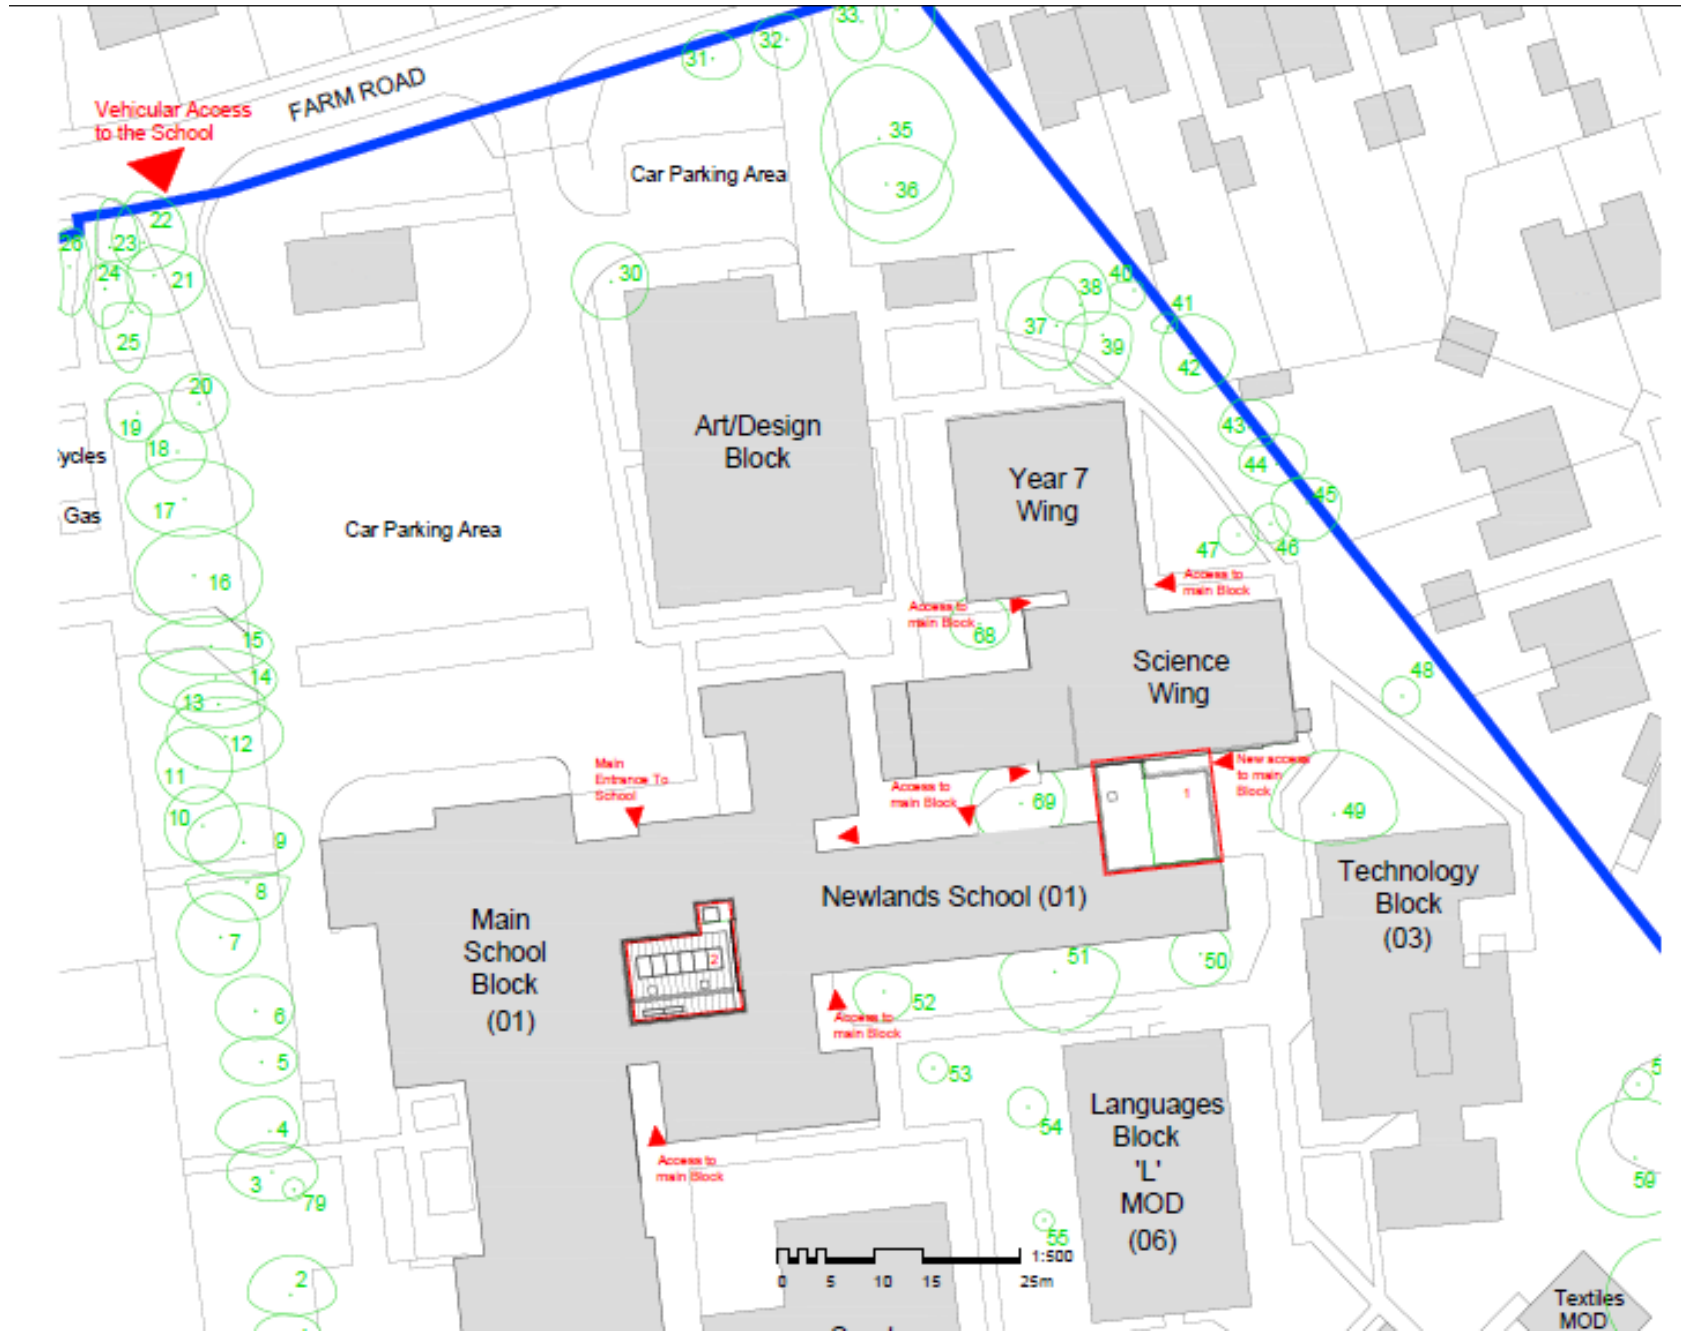 33
32
31
FARM ROAD
Vehicular Access
to the School
35
Car Parking Area
36
22
23
26
24
21
30
40
38
41
37
39
42
25
20
19
43
18
Art/Design
Block
44
ycles
Year 7
Wing
45
17
Gas
Car Parking Area
46
47
16
Access to
main Block
Access to
main Block
68
15
Science
Wing
48
14
13
12
Main
Entrance To
School
New access
to main
Block
11
Access to
main Block
69
1
49
10
9
Technology
Block
(03)
8
Newlands School (01)
Main
School
Block
(01)
7
2
51
50
52
6
Access to
main Block
5
53
Languages
Block
'L'
MOD
(06)
54
4
Access to
main Block
3
79
59
55
1:500
0 5 10 15 25m
2
Textiles
MOD